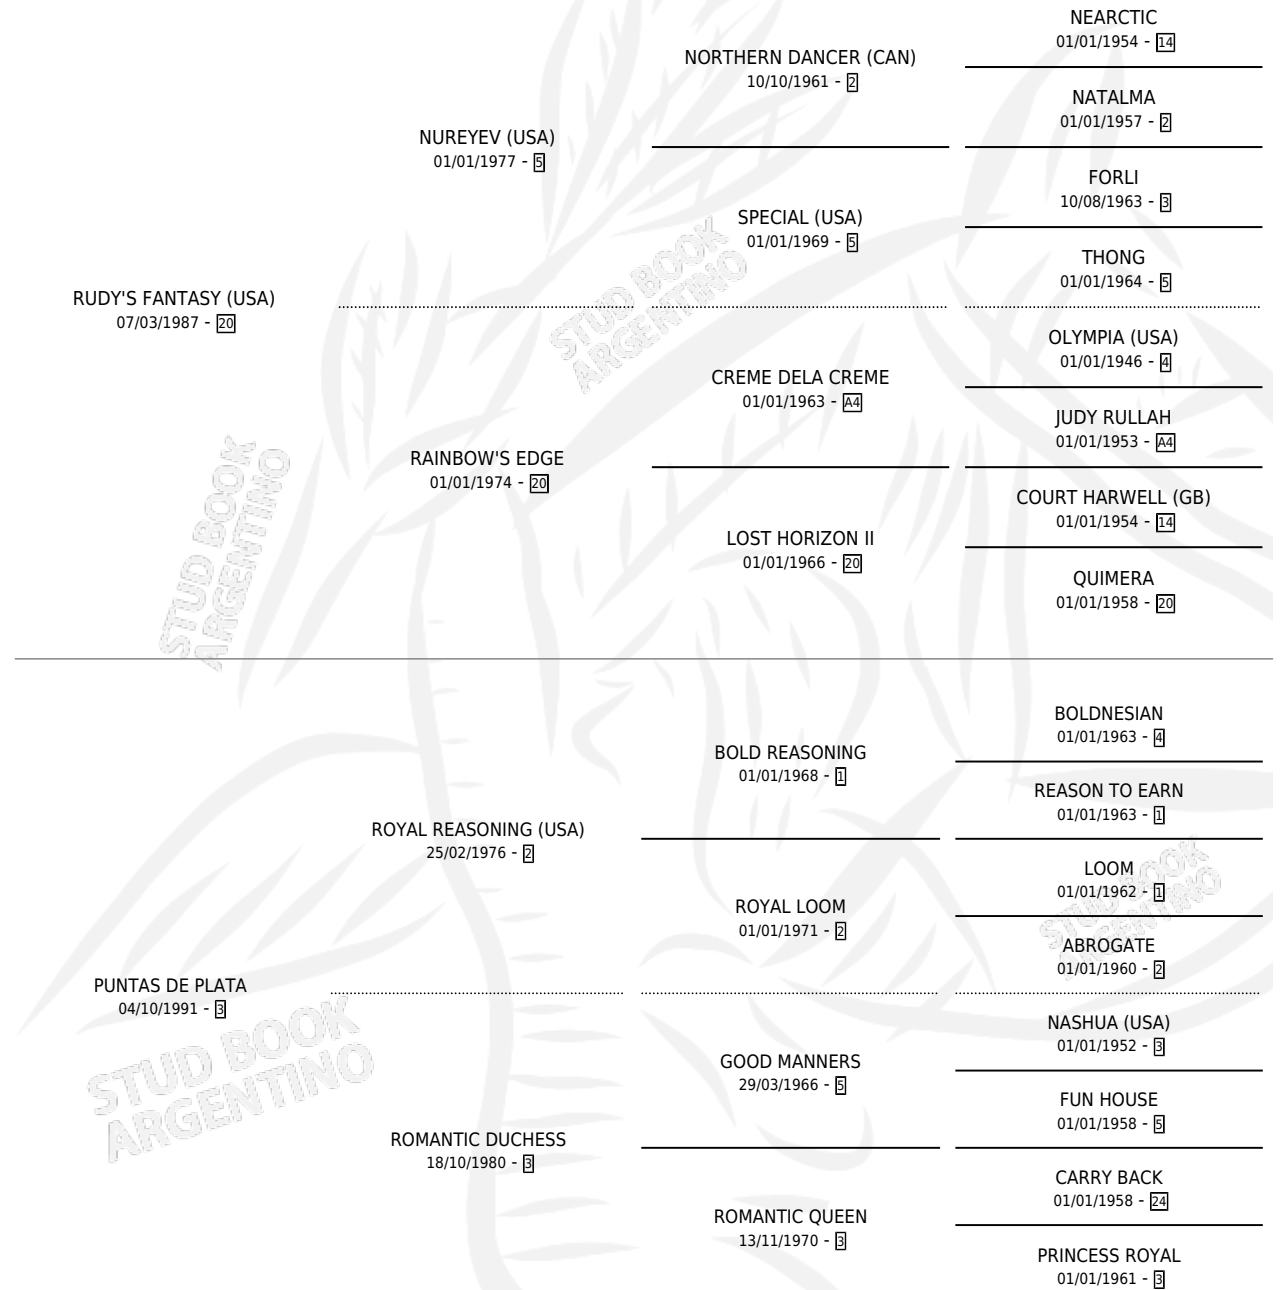 NEARCTIC
01/01/1954 - 14
NORTHERN DANCER (CAN)
10/10/1961 - 2
NATALMA
01/01/1957 - 2
NUREYEV (USA)
01/01/1977 - 5
FORLI
10/08/1963 - 3
SPECIAL (USA)
01/01/1969 - 5
THONG
01/01/1964 - 5
RUDY'S FANTASY (USA)
07/03/1987 - 20
OLYMPIA (USA)
01/01/1946 - 4
CREME DELA CREME
01/01/1963 - A4
JUDY RULLAH
01/01/1953 - A4
RAINBOW'S EDGE
01/01/1974 - 20
COURT HARWELL (GB)
01/01/1954 - 14
LOST HORIZON II
01/01/1966 - 20
QUIMERA
01/01/1958 - 20
STUD BOOK
ARGENTINO
STUD BOOK
ARGENTINO
BOLDNESIAN
01/01/1963 - 4
BOLD REASONING
01/01/1968 - 1
REASON TO EARN
01/01/1963 - 1
ROYAL REASONING (USA)
25/02/1976 - 2
LOOM
01/01/1962 - 1
ROYAL LOOM
01/01/1971 - 2
ABROGATE
01/01/1960 - 2
PUNTAS DE PLATA
04/10/1991 - 3
NASHUA (USA)
01/01/1952 - 3
GOOD MANNERS
29/03/1966 - 5
FUN HOUSE
01/01/1958 - 5
ROMANTIC DUCHESS
18/10/1980 - 3
CARRY BACK
01/01/1958 - 24
ROMANTIC QUEEN
13/11/1970 - 3
PRINCESS ROYAL
01/01/1961 - 3
STUD BOOK
ARGENTINO
STUD BOOK
ARGENTINO